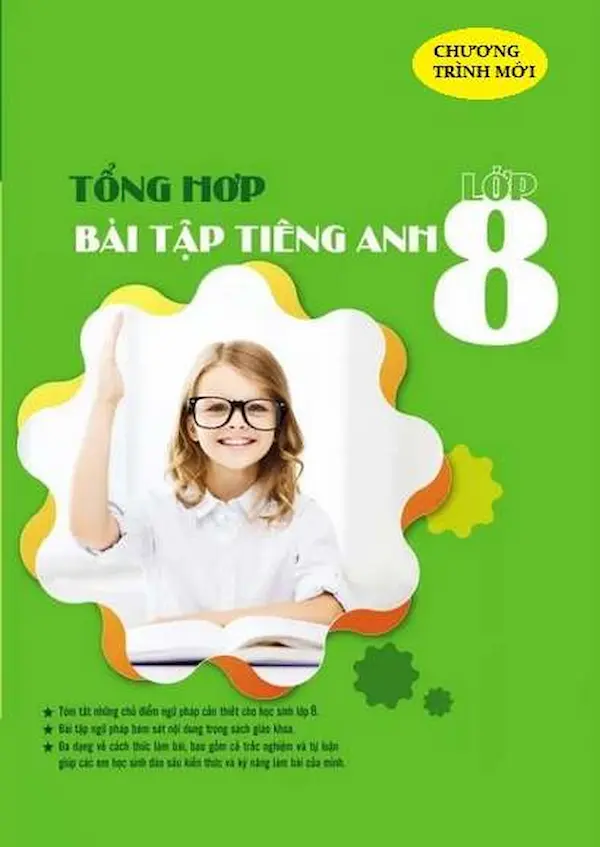 CHƯƠNG
TRÌNH MỚI
TỔNG HƠP
LỚP
BÀI TẬP TIẾNG ANH 8
★ Tóm tắt những chủ điểm ngữ pháp cần thiết cho học sinh lớp 8.
★ Bài tập ngữ pháp bám sát nội dung trong sách giáo khoa.
★ Đa dạng về cách thức làm bài, bao gồm cả trắc nghiệm và tự luận
giúp các em học sinh đào sâu kiến thức và kỹ năng làm bài của mình.